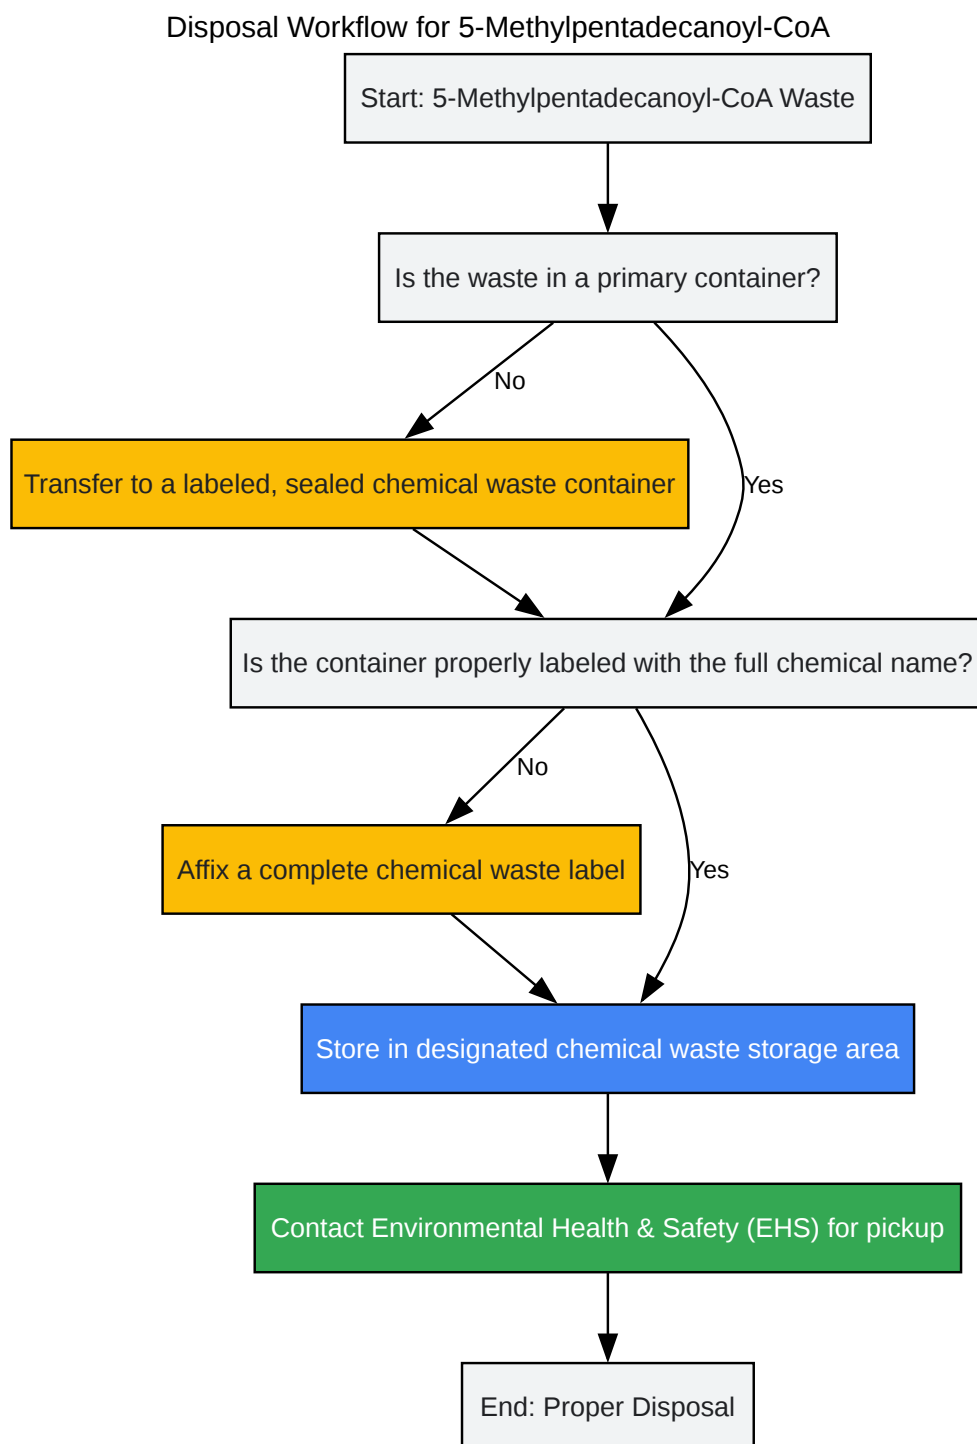 Disposal Workflow for 5-Methylpentadecanoyl-CoA
Start: 5-Methylpentadecanoyl-CoA Waste
Is the waste in a primary container?
No
Transfer to a labeled, sealed chemical waste container
Yes
Is the container properly labeled with the full chemical name?
No
Affix a complete chemical waste label
Yes
Store in designated chemical waste storage area
Contact Environmental Health & Safety (EHS) for pickup
End: Proper Disposal